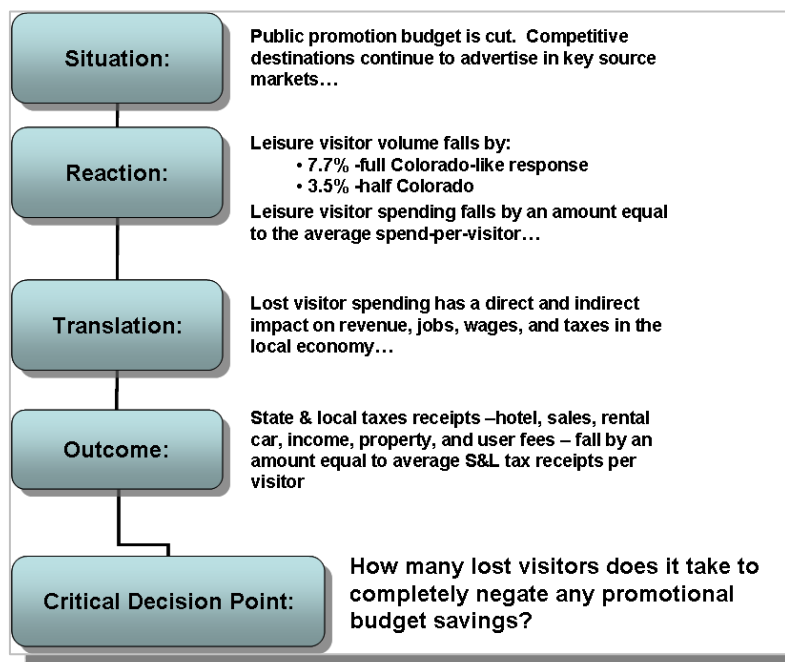 Situation:
Public promotion budget is cut.  Competitive
destinations continue to advertise in key source
markets…
Reaction:
Leisure visitor volume falls by:
• 7.7% -full Colorado-like response
• 3.5% -half Colorado
Leisure visitor spending falls by an amount equal
to the average spend-per-visitor…
Translation:
Lost visitor spending has a direct and indirect
impact on revenue, jobs, wages, and taxes in the
local economy…
Outcome:
State & local taxes receipts –hotel, sales, rental
car, income, property, and user fees – fall by an
amount equal to average S&L tax receipts per
visitor
Critical Decision Point:
How many lost visitors does it take to
completely negate any promotional
budget savings?